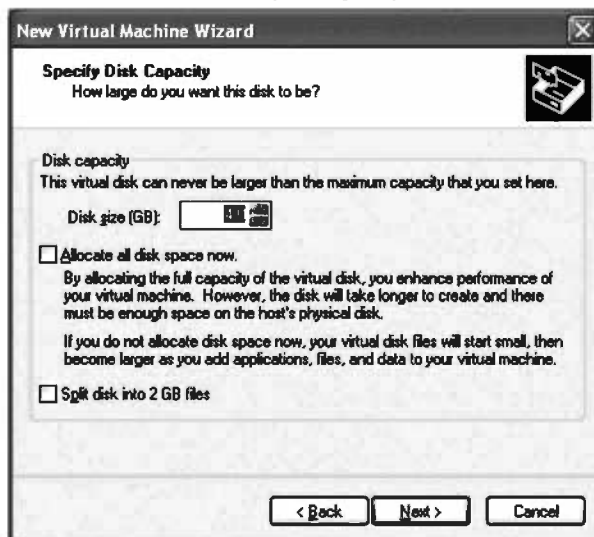 New Virtual Machine Wizard
Specify Disk Capacity
How large do you want this disk to be?
Disk capacity
This virtual disk can never be larger than the maximum capacity that you set here.
Disk size (GB):
Allocate all disk space now.
By allocating the full capacity of the virtual disk, you enhance performance of
your virtual machine. However, the disk will take longer to create and there
must be enough space on the host's physical disk.
If you do not allocate disk space now, your virtual disk files will start small, then
become larger as you add applications, files, and data to your virtual machine.
Split disk into 2 GB files
< Back Next > Cancel